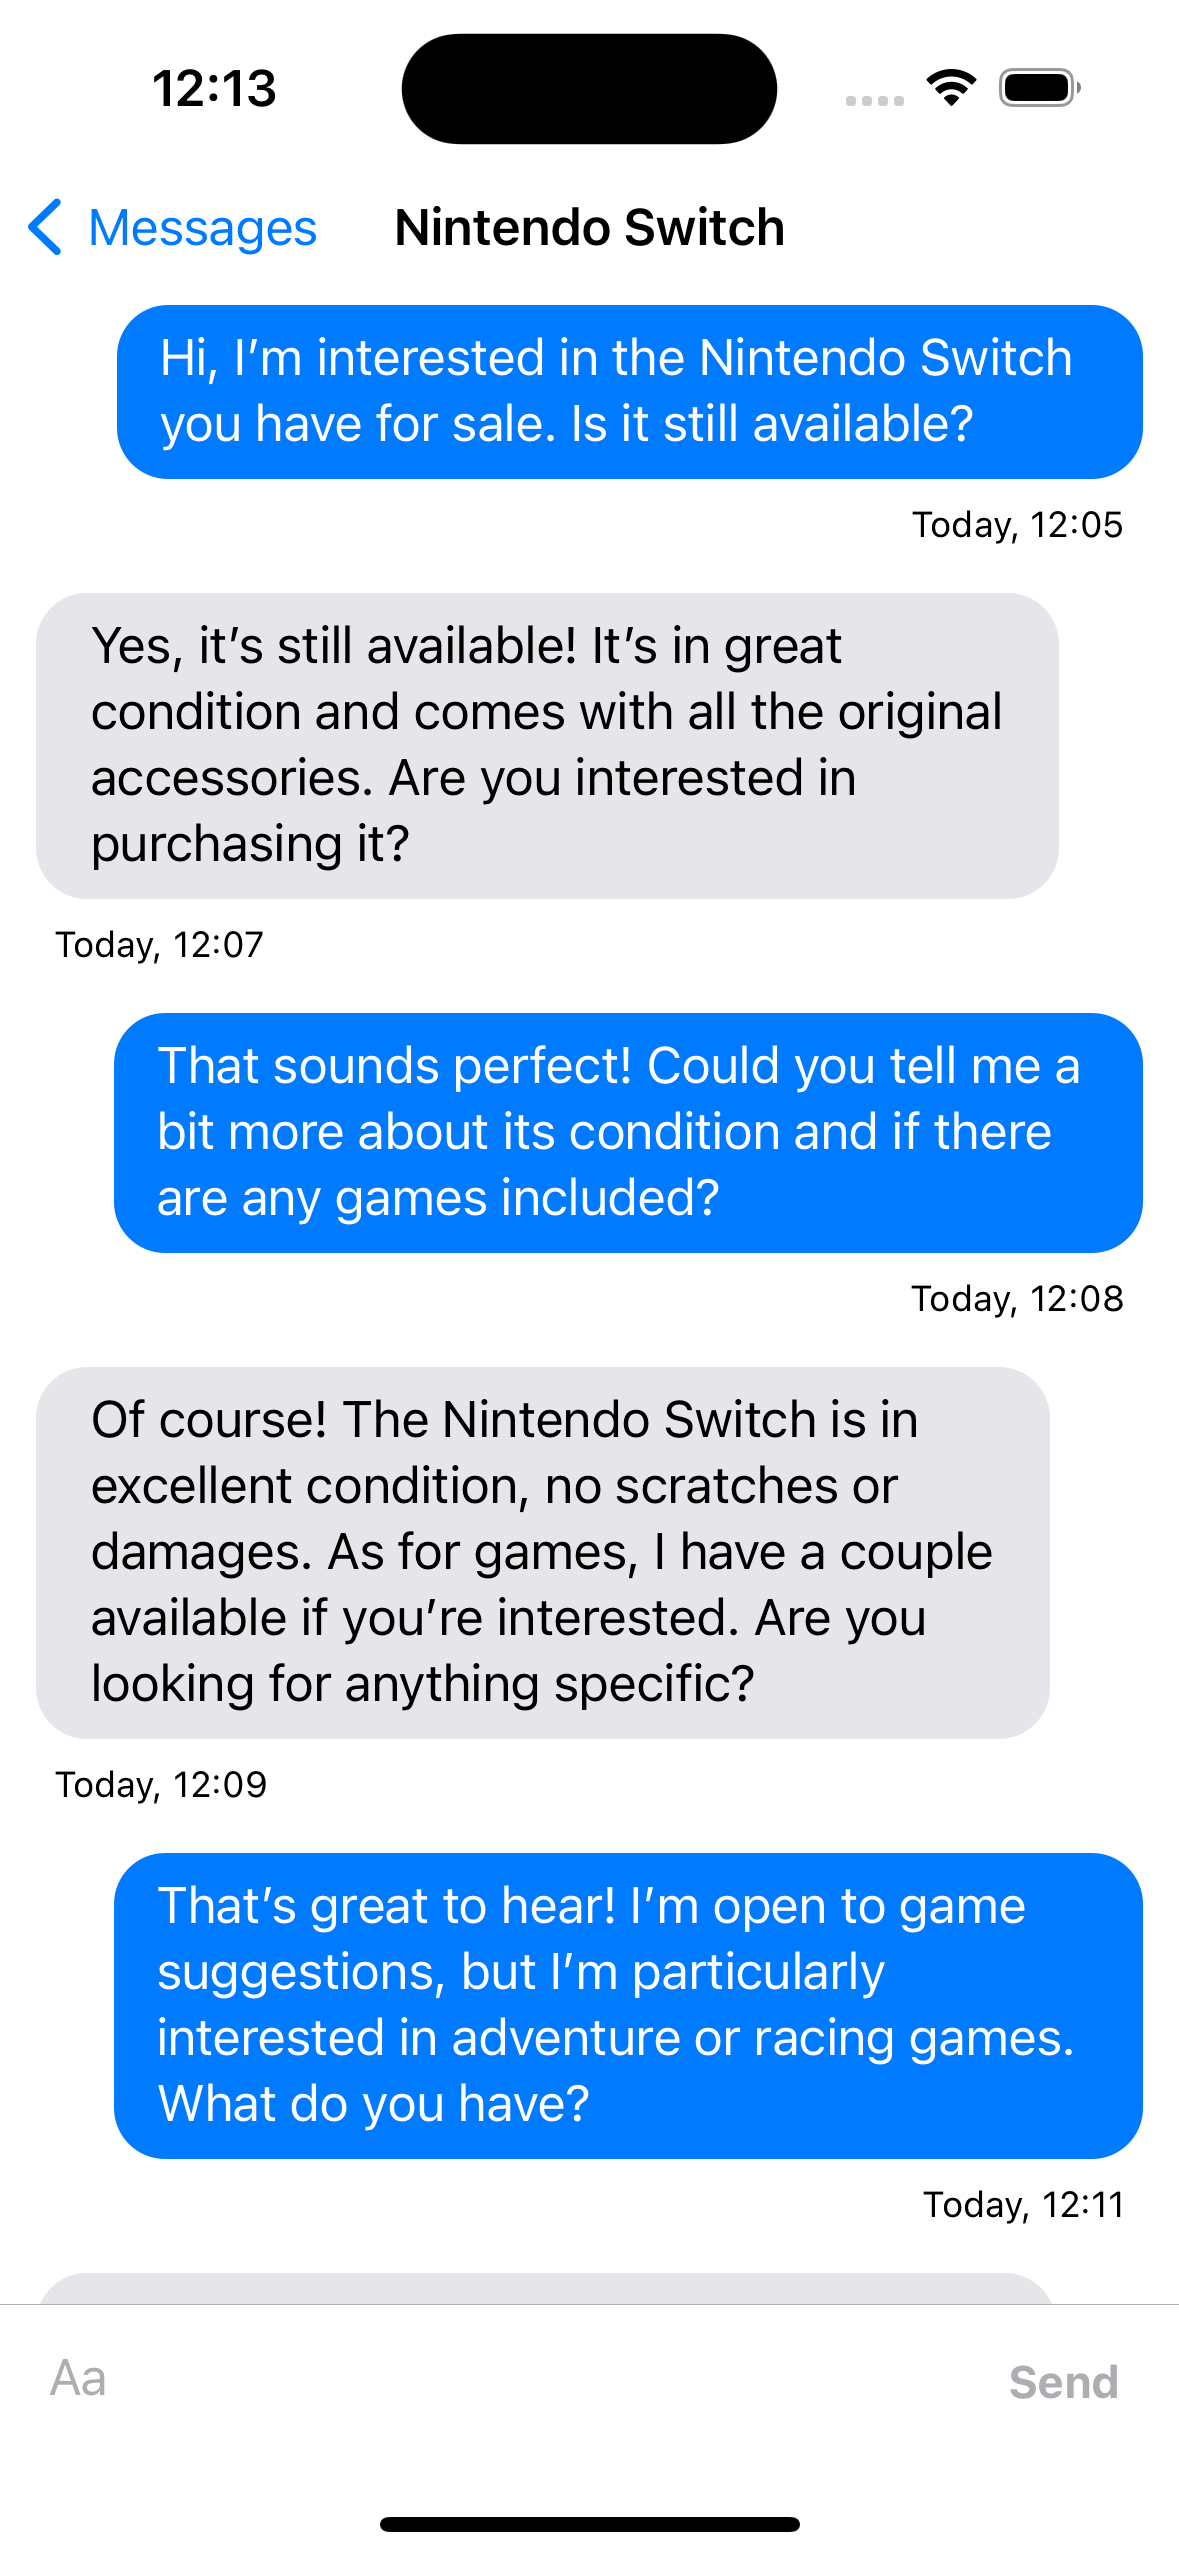 12:13
Messages
Nintendo Switch
Hi, I’m interested in the Nintendo Switch
you have for sale. Is it still available?
Today, 12:05
Yes, it’s still available! It’s in great
condition and comes with all the original
accessories. Are you interested in
purchasing it?
Today, 12:07
That sounds perfect! Could you tell me a
bit more about its condition and if there
are any games included?
Today, 12:08
Of course! The Nintendo Switch is in
excellent condition, no scratches or
damages. As for games, I have a couple
available if you’re interested. Are you
looking for anything specific?
Today, 12:09
That’s great to hear! I’m open to game
suggestions, but I’m particularly
interested in adventure or racing games.
What do you have?
Today, 12:11
Aa
Send